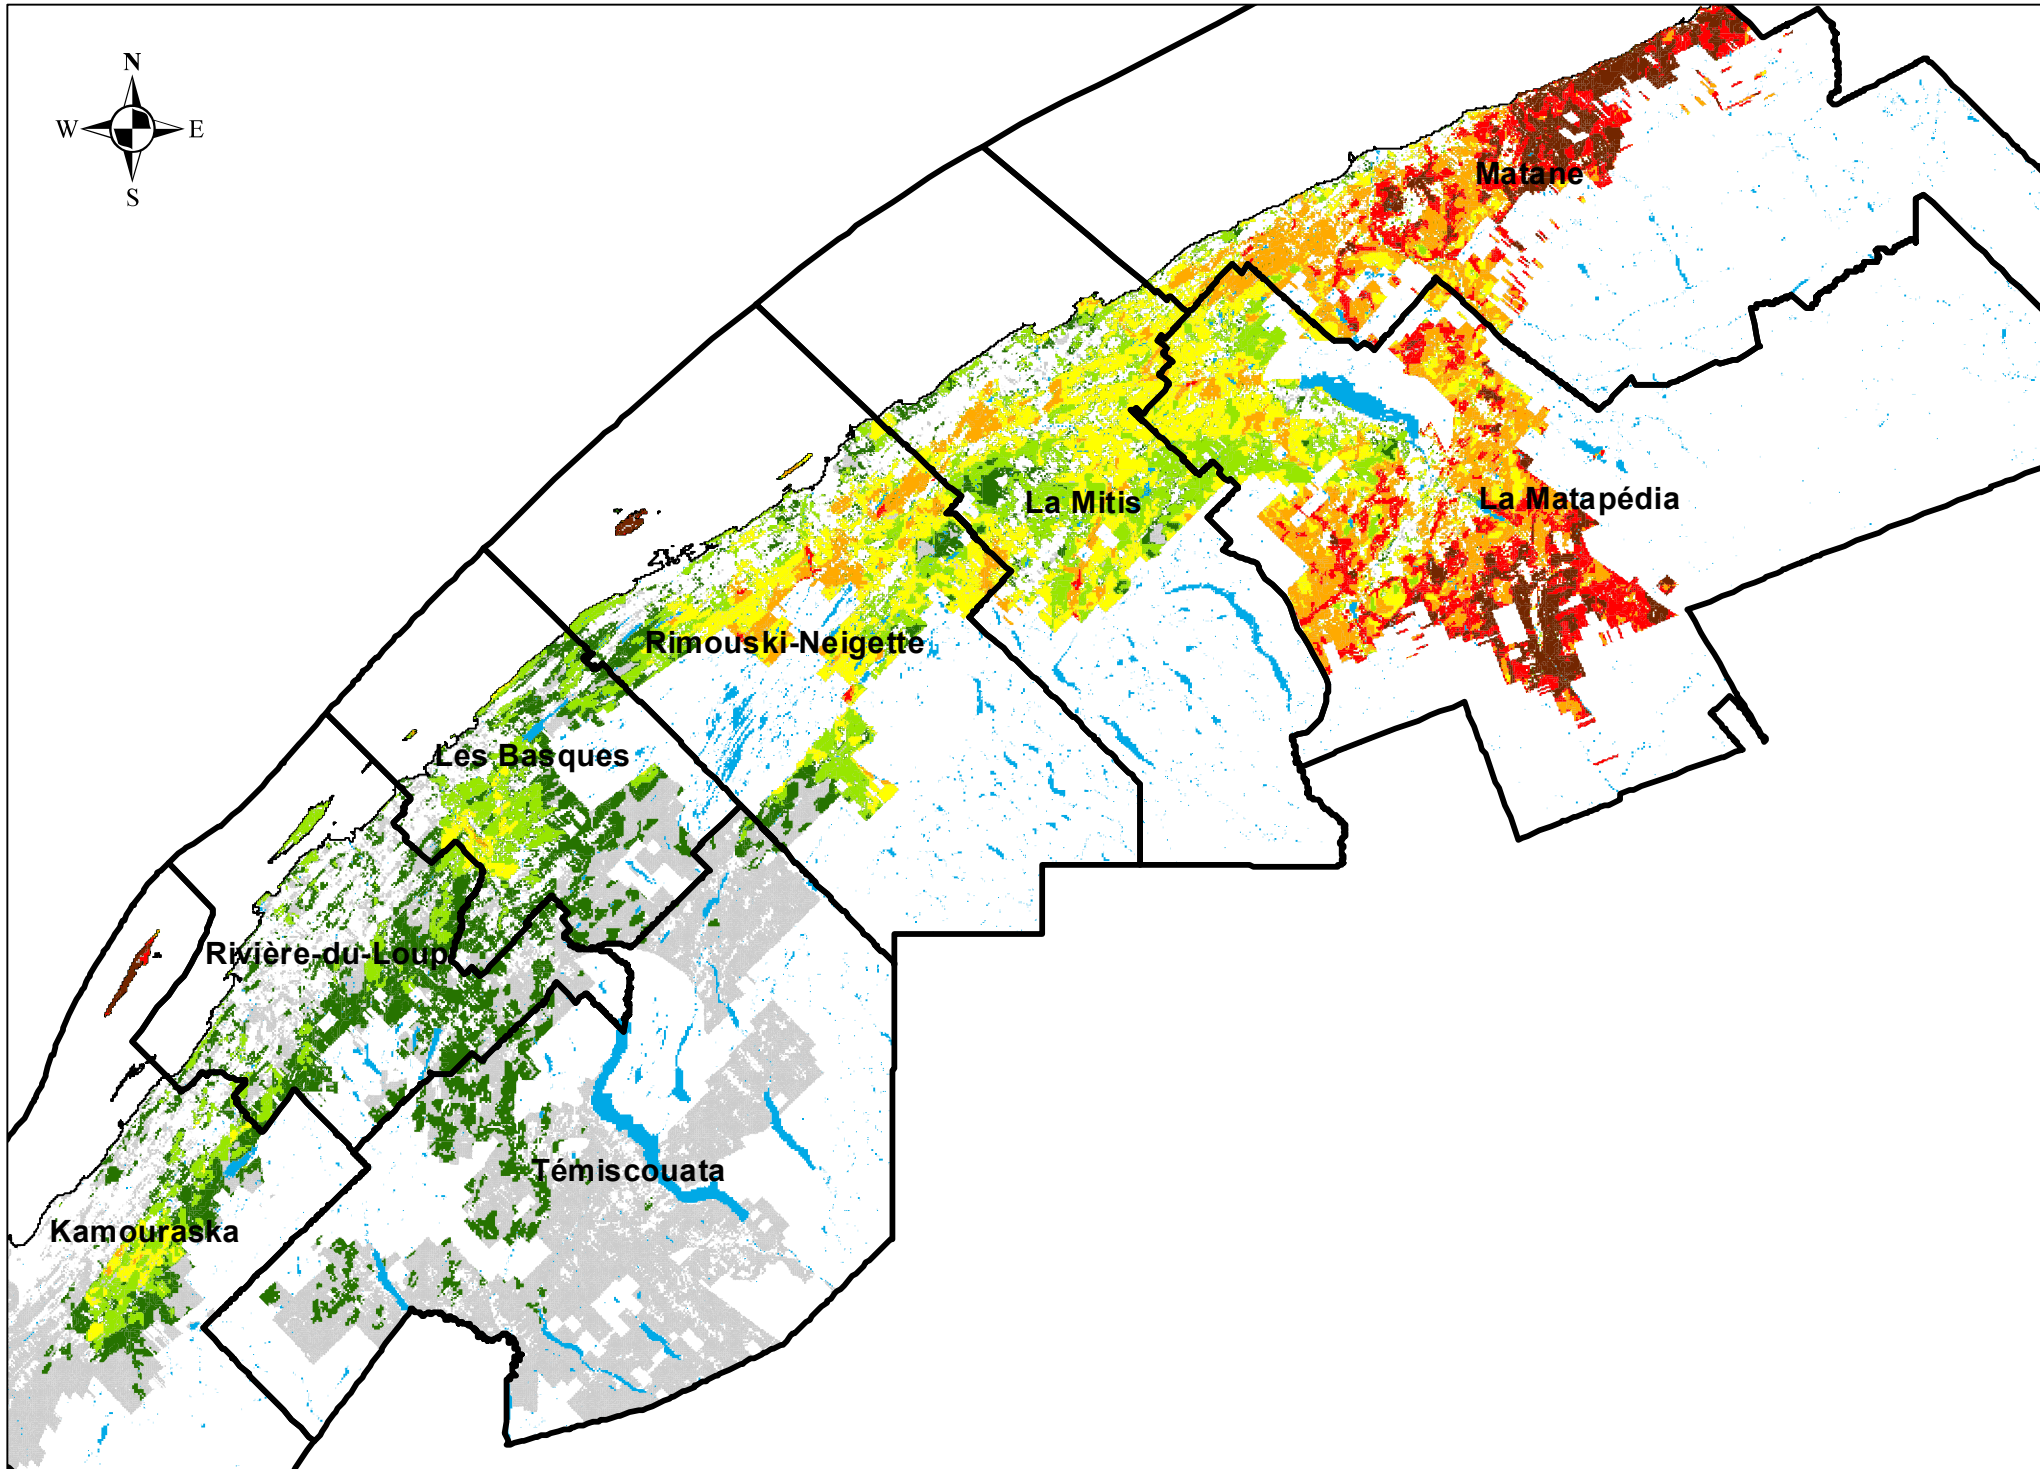 N
W E
S
Matane
La Mitis
La Matapédia
Rimouski-Neigette
Les Basques
Rivière-du-Loup
Témiscouata
Kamouraska